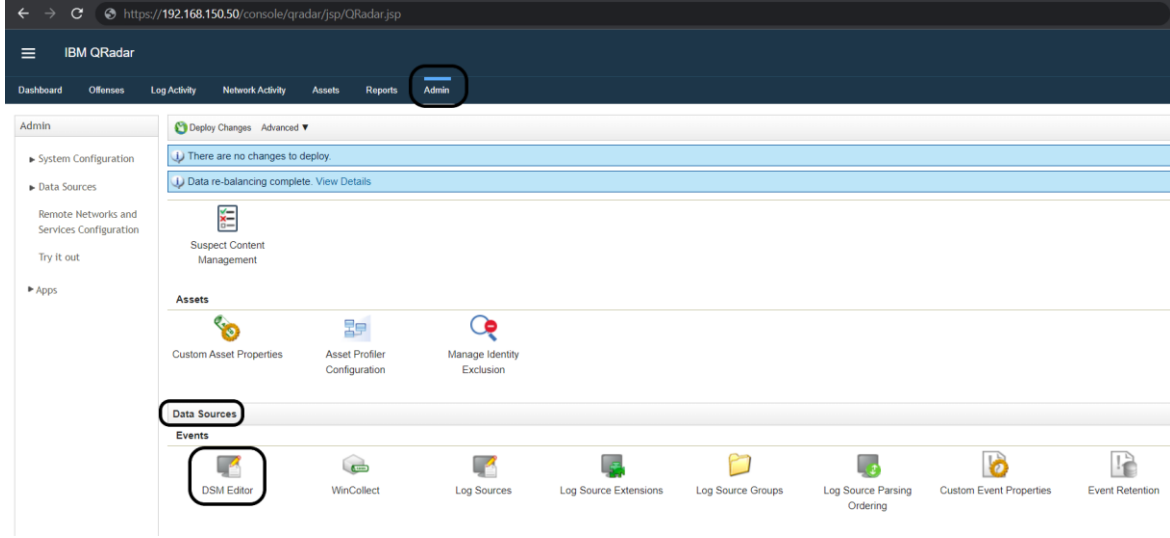 https://192.168.150.50/console/qradar/jsp/QRadar.jsp
IBM QRadar
Dashboard Offenses Log Activity Network Activity Assets Reports Admin
Admin
Deploy Changes Advanced ▼
System Configuration
There are no changes to deploy.
Data Sources
Data re-balancing complete. View Details
Remote Networks and
Services Configuration
Suspect Content
Management
Try it out
Apps
Assets
Custom Asset Properties
Asset Profiler
Configuration
Manage Identity
Exclusion
Data Sources
Events
DSM Editor
WinCollect
Log Sources
Log Source Extensions
Log Source Groups
Log Source Parsing
Ordering
Custom Event Properties
Event Retention